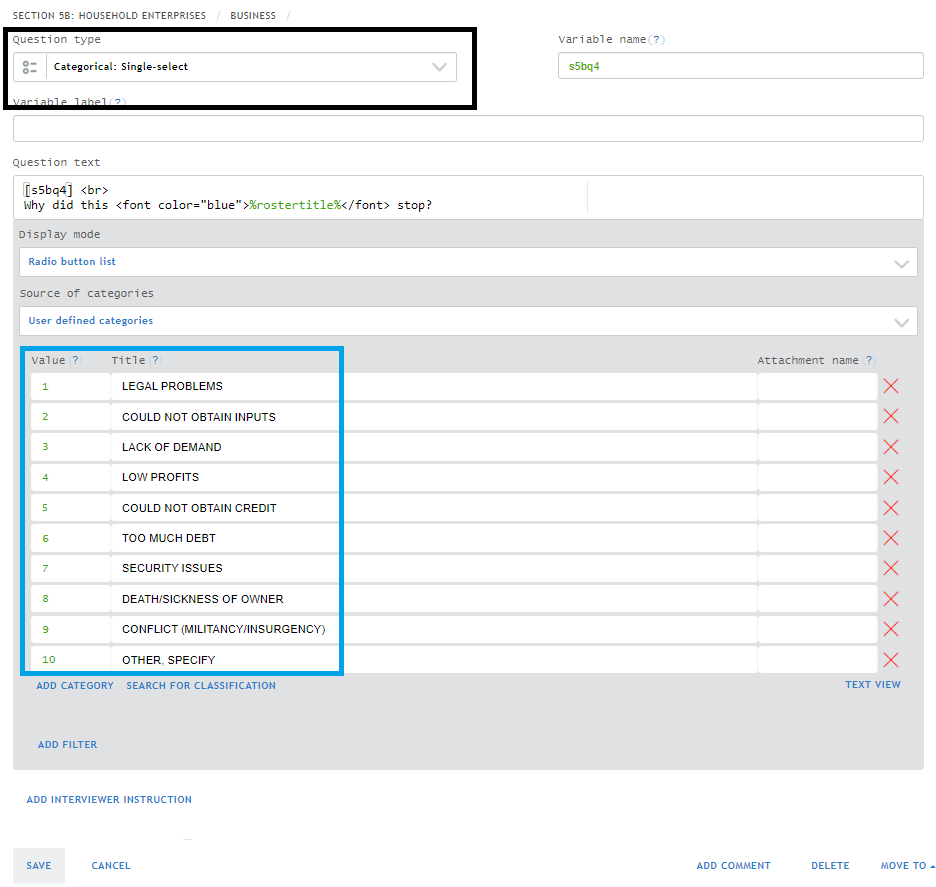 SECTION 5B: HOUSEHOLD ENTERPRISES / BUSINESS /
Question type
Variable name (?)
Categorical: Single-select
s5bq4
Variable label (?)
Question text
[s5bq4] <br>
Why did this <font color="blue">%rostertitle%</font> stop?
Display mode
Radio button list
Source of categories
User defined categories
Value ? Title ? Attachment name ?
1 LEGAL PROBLEMS
2 COULD NOT OBTAIN INPUTS
3 LACK OF DEMAND
4 LOW PROFITS
5 COULD NOT OBTAIN CREDIT
6 TOO MUCH DEBT
7 SECURITY ISSUES
8 DEATH/SICKNESS OF OWNER
9 CONFLICT (MILITANCY/INSURGENCY)
10 OTHER, SPECIFY
ADD CATEGORY SEARCH FOR CLASSIFICATION TEXT VIEW
ADD FILTER
ADD INTERVIEWER INSTRUCTION
SAVE CANCEL ADD COMMENT DELETE MOVE TO